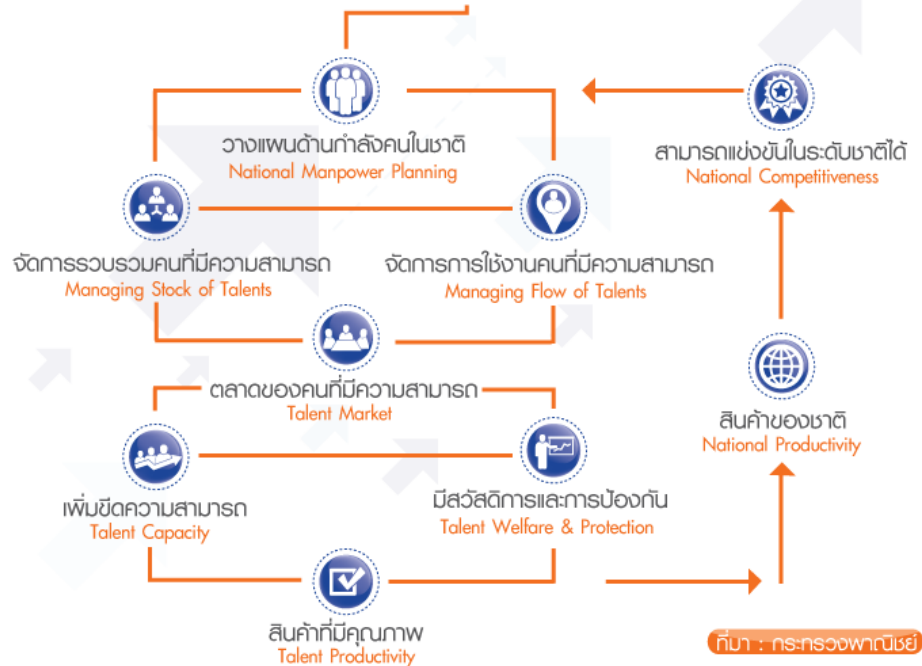 วางแผนด้านกำลังคนในชาติ
National Manpower Planning
สามารถแข่งขันในระดับชาติได้
National Competitiveness
จัดการรวบรวมคนที่มีความสามารถ
Managing Stock of Talents
จัดการการใช้งานคนที่มีความสามารถ
Managing Flow of Talents
ตลาดของคนที่มีความสามารถ
Talent Market
สินค้าของชาติ
National Productivity
เพิ่มขีดความสามารถ
Talent Capacity
มีสวัสดิการและการป้องกัน
Talent Welfare & Protection
สินค้าที่มีคุณภาพ
Talent Productivity
ที่มา : กระทรวงพาณิชย์